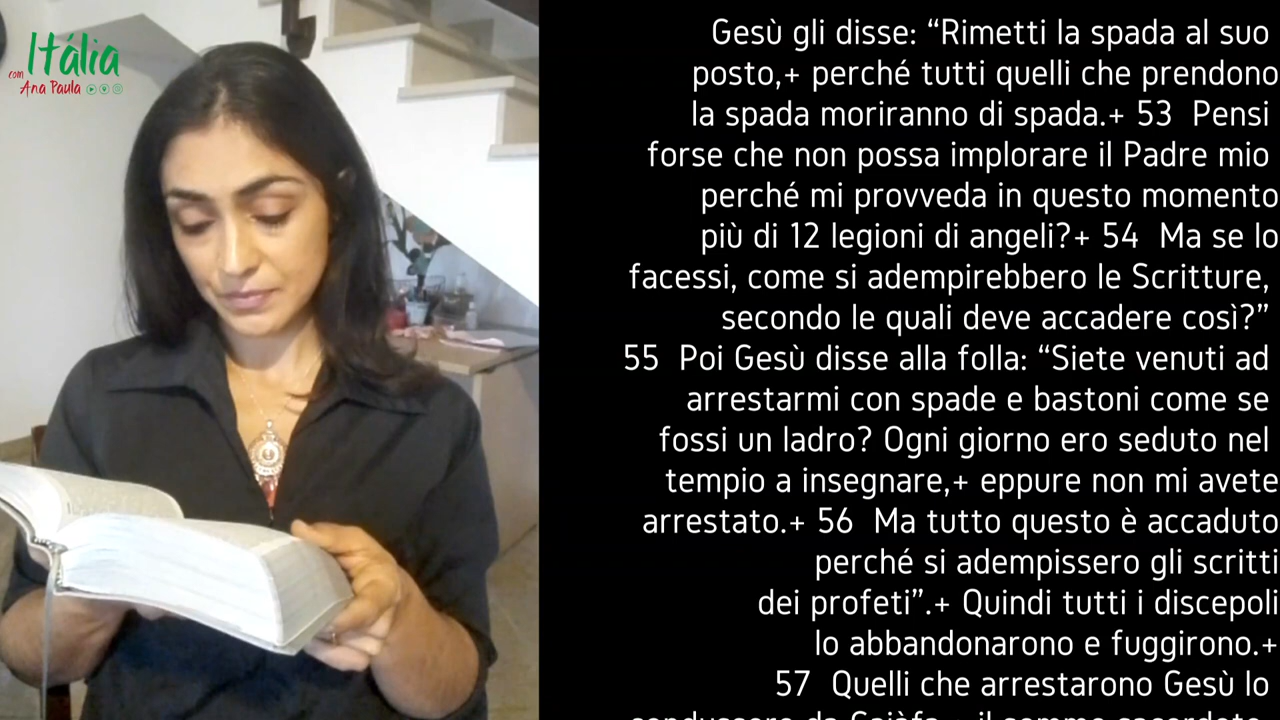 Itália
com
Ana Paula
Gesù gli disse: “Rimetti la spada al suo
posto,+ perché tutti quelli che prendono
la spada moriranno di spada.+ 53 Pensi
forse che non possa implorare il Padre mio
perché mi provveda in questo momento
più di 12 legioni di angeli?+ 54 Ma se lo
facessi, come si adempirebbero le Scritture,
secondo le quali deve accadere così?”
55 Poi Gesù disse alla folla: “Siete venuti ad
arrestarmi con spade e bastoni come se
fossi un ladro? Ogni giorno ero seduto nel
tempio a insegnare,+ eppure non mi avete
arrestato.+ 56 Ma tutto questo è accaduto
perché si adempissero gli scritti
dei profeti”.+ Quindi tutti i discepoli
lo abbandonarono e fuggirono.+
57 Quelli che arrestarono Gesù lo